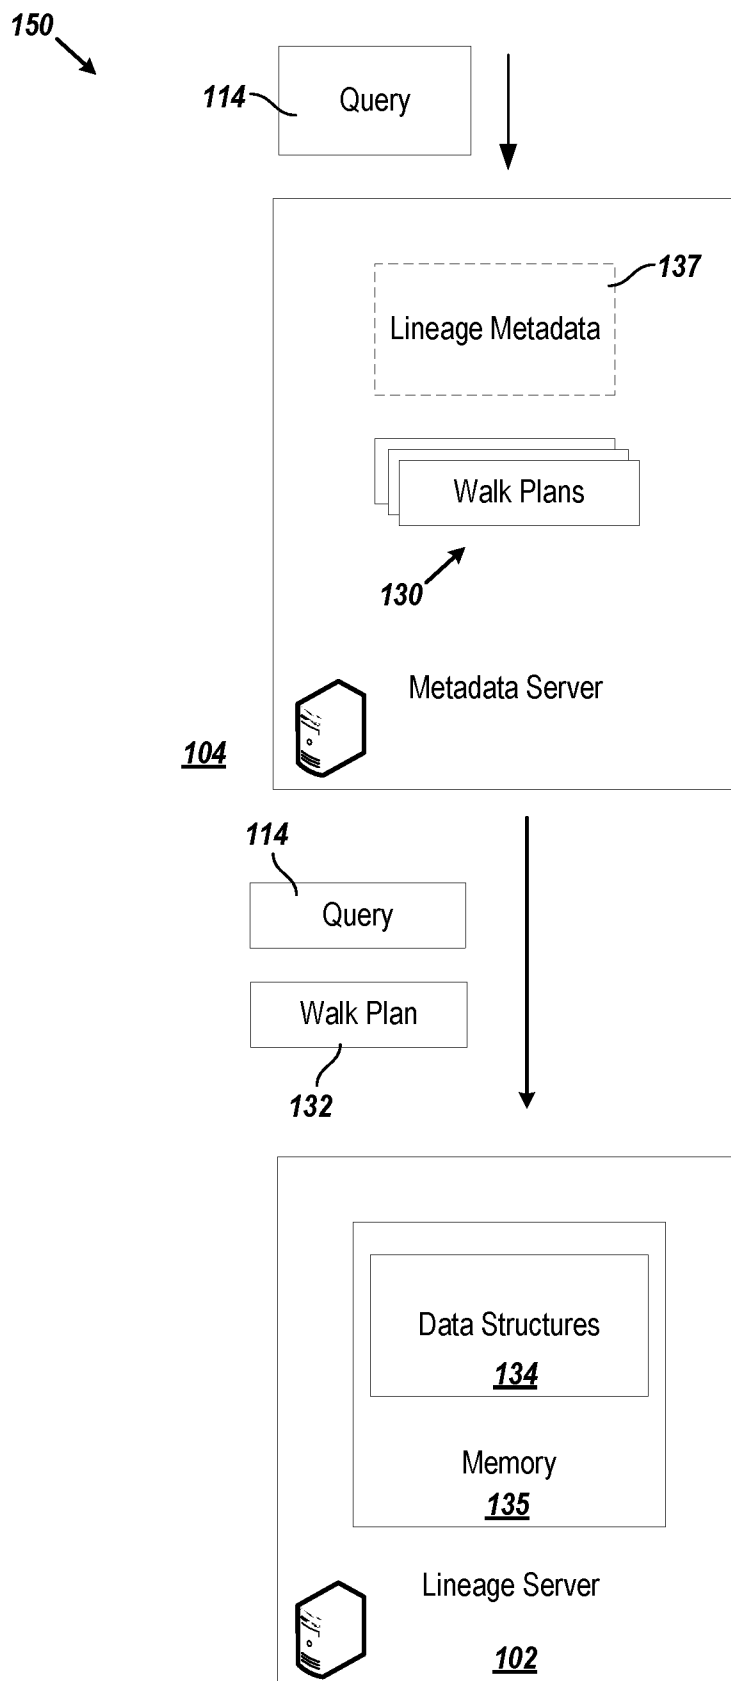 150
114
Query
137
Lineage Metadata
Walk Plans
130
Metadata Server
104
114
Query
Walk Plan
132
Data Structures
134
Memory
135
Lineage Server
102